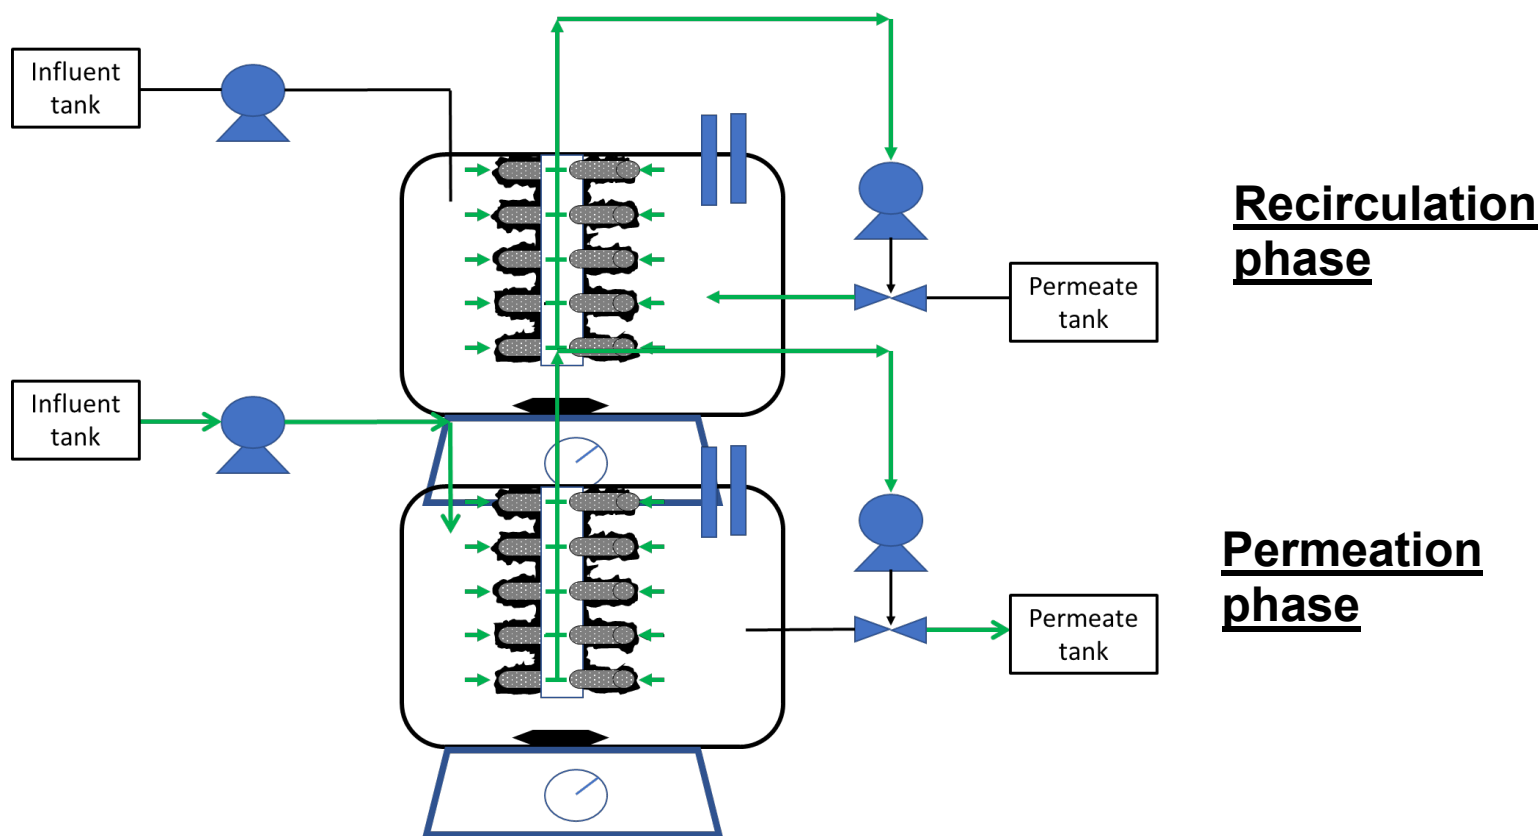 Influent
tank
Recirculation
phase
Permeate
tank
Influent
tank
Permeation
phase
Permeate
tank